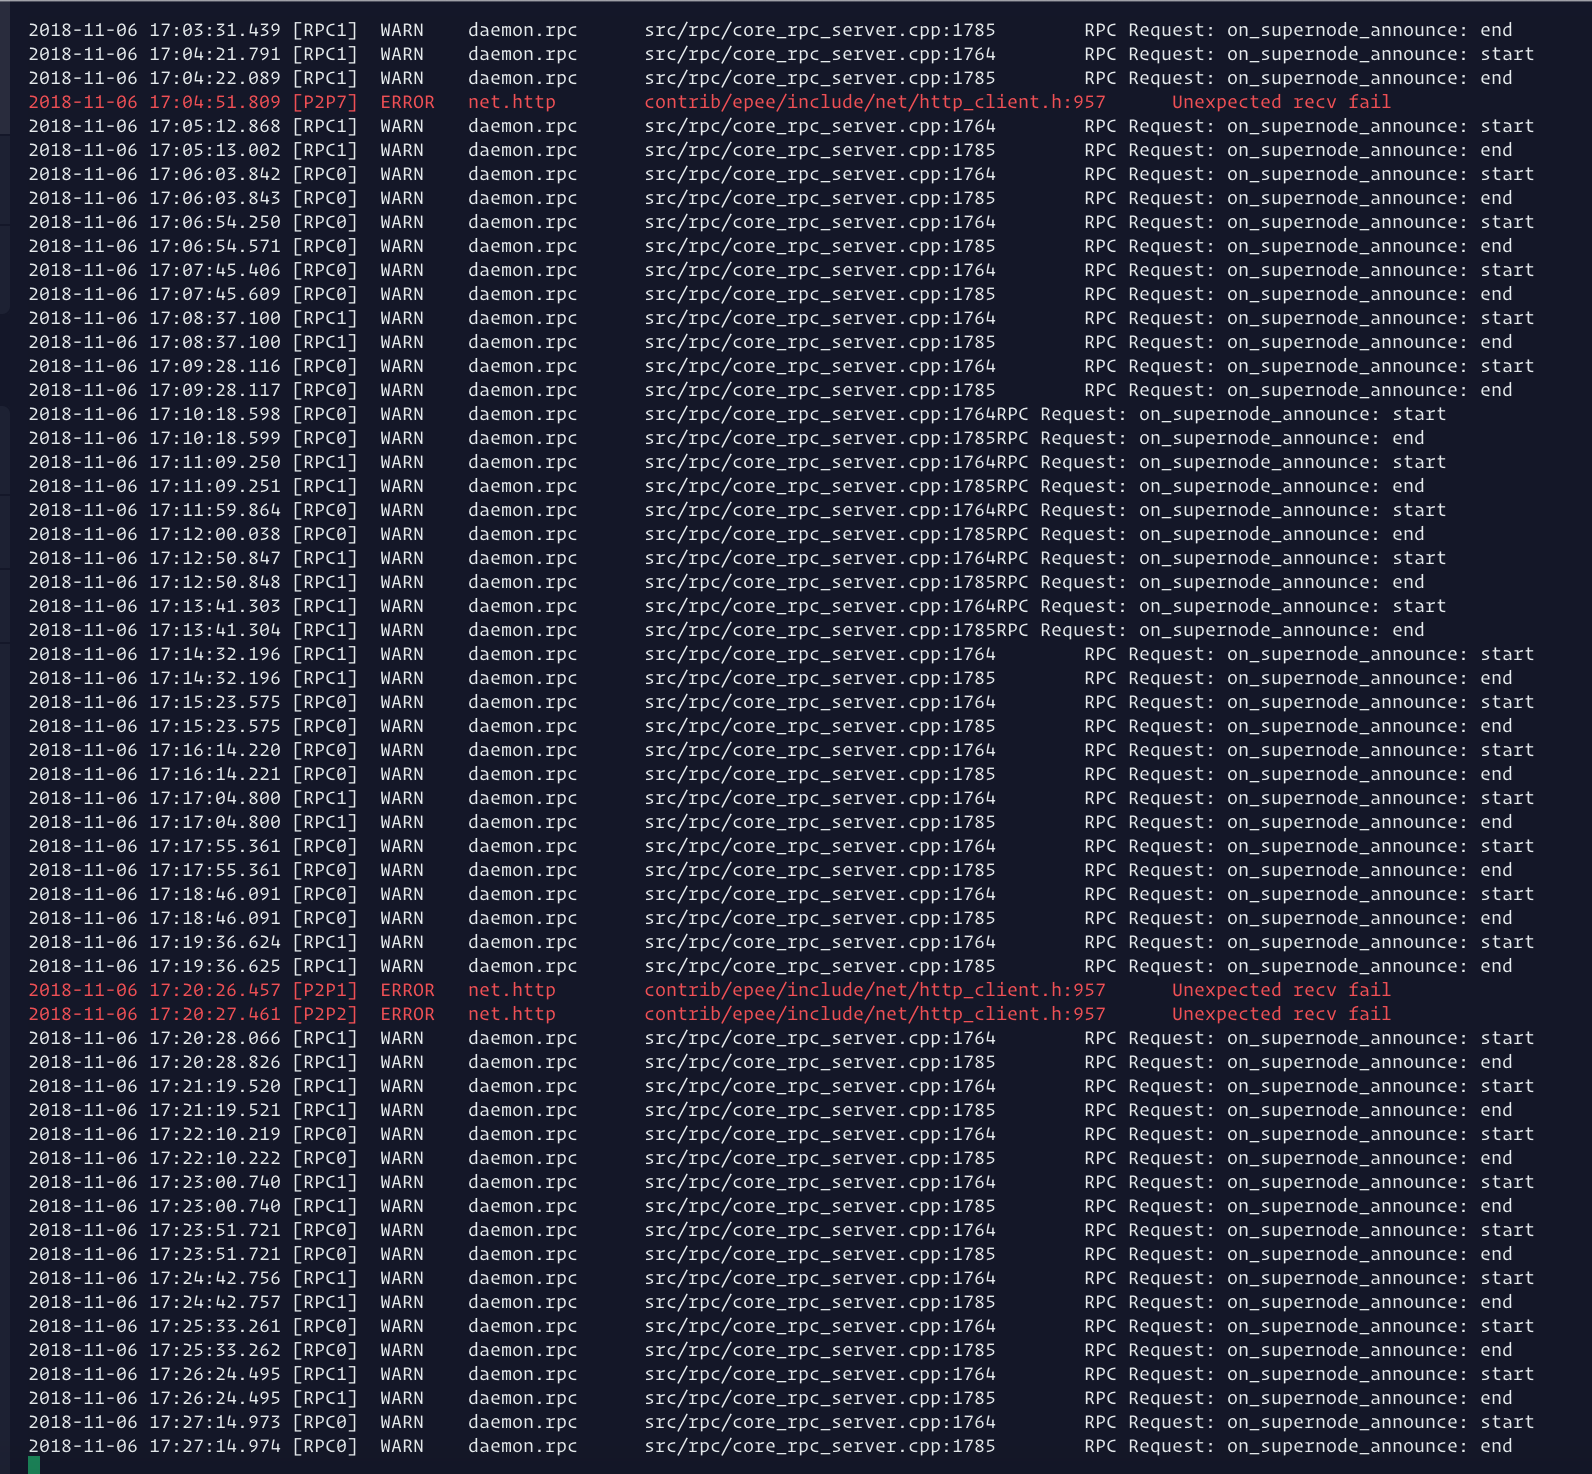 2018-11-06 17:03:31.439 [RPC1]  WARN    daemon.rpc      src/rpc/core_rpc_server.cpp:1785        RPC Request: on_supernode_announce: end
2018-11-06 17:04:21.791 [RPC1]  WARN    daemon.rpc      src/rpc/core_rpc_server.cpp:1764        RPC Request: on_supernode_announce: start
2018-11-06 17:04:22.089 [RPC1]  WARN    daemon.rpc      src/rpc/core_rpc_server.cpp:1785        RPC Request: on_supernode_announce: end
2018-11-06 17:04:51.809 [P2P7]  ERROR   net.http        contrib/epee/include/net/http_client.h:957      Unexpected recv fail
2018-11-06 17:05:12.868 [RPC1]  WARN    daemon.rpc      src/rpc/core_rpc_server.cpp:1764        RPC Request: on_supernode_announce: start
2018-11-06 17:05:13.002 [RPC1]  WARN    daemon.rpc      src/rpc/core_rpc_server.cpp:1785        RPC Request: on_supernode_announce: end
2018-11-06 17:06:03.842 [RPC0]  WARN    daemon.rpc      src/rpc/core_rpc_server.cpp:1764        RPC Request: on_supernode_announce: start
2018-11-06 17:06:03.843 [RPC0]  WARN    daemon.rpc      src/rpc/core_rpc_server.cpp:1785        RPC Request: on_supernode_announce: end
2018-11-06 17:06:54.250 [RPC0]  WARN    daemon.rpc      src/rpc/core_rpc_server.cpp:1764        RPC Request: on_supernode_announce: start
2018-11-06 17:06:54.571 [RPC0]  WARN    daemon.rpc      src/rpc/core_rpc_server.cpp:1785        RPC Request: on_supernode_announce: end
2018-11-06 17:07:45.406 [RPC0]  WARN    daemon.rpc      src/rpc/core_rpc_server.cpp:1764        RPC Request: on_supernode_announce: start
2018-11-06 17:07:45.609 [RPC0]  WARN    daemon.rpc      src/rpc/core_rpc_server.cpp:1785        RPC Request: on_supernode_announce: end
2018-11-06 17:08:37.100 [RPC1]  WARN    daemon.rpc      src/rpc/core_rpc_server.cpp:1764        RPC Request: on_supernode_announce: start
2018-11-06 17:08:37.100 [RPC1]  WARN    daemon.rpc      src/rpc/core_rpc_server.cpp:1785        RPC Request: on_supernode_announce: end
2018-11-06 17:09:28.116 [RPC0]  WARN    daemon.rpc      src/rpc/core_rpc_server.cpp:1764        RPC Request: on_supernode_announce: start
2018-11-06 17:09:28.117 [RPC0]  WARN    daemon.rpc      src/rpc/core_rpc_server.cpp:1785        RPC Request: on_supernode_announce: end
2018-11-06 17:10:18.598 [RPC0]  WARN    daemon.rpc      src/rpc/core_rpc_server.cpp:1764RPC Request: on_supernode_announce: start
2018-11-06 17:10:18.599 [RPC0]  WARN    daemon.rpc      src/rpc/core_rpc_server.cpp:1785RPC Request: on_supernode_announce: end
2018-11-06 17:11:09.250 [RPC1]  WARN    daemon.rpc      src/rpc/core_rpc_server.cpp:1764RPC Request: on_supernode_announce: start
2018-11-06 17:11:09.251 [RPC1]  WARN    daemon.rpc      src/rpc/core_rpc_server.cpp:1785RPC Request: on_supernode_announce: end
2018-11-06 17:11:59.864 [RPC0]  WARN    daemon.rpc      src/rpc/core_rpc_server.cpp:1764RPC Request: on_supernode_announce: start
2018-11-06 17:12:00.038 [RPC0]  WARN    daemon.rpc      src/rpc/core_rpc_server.cpp:1785RPC Request: on_supernode_announce: end
2018-11-06 17:12:50.847 [RPC1]  WARN    daemon.rpc      src/rpc/core_rpc_server.cpp:1764RPC Request: on_supernode_announce: start
2018-11-06 17:12:50.848 [RPC1]  WARN    daemon.rpc      src/rpc/core_rpc_server.cpp:1785RPC Request: on_supernode_announce: end
2018-11-06 17:13:41.303 [RPC1]  WARN    daemon.rpc      src/rpc/core_rpc_server.cpp:1764RPC Request: on_supernode_announce: start
2018-11-06 17:13:41.304 [RPC1]  WARN    daemon.rpc      src/rpc/core_rpc_server.cpp:1785RPC Request: on_supernode_announce: end
2018-11-06 17:14:32.196 [RPC1]  WARN    daemon.rpc      src/rpc/core_rpc_server.cpp:1764        RPC Request: on_supernode_announce: start
2018-11-06 17:14:32.196 [RPC1]  WARN    daemon.rpc      src/rpc/core_rpc_server.cpp:1785        RPC Request: on_supernode_announce: end
2018-11-06 17:15:23.575 [RPC0]  WARN    daemon.rpc      src/rpc/core_rpc_server.cpp:1764        RPC Request: on_supernode_announce: start
2018-11-06 17:15:23.575 [RPC0]  WARN    daemon.rpc      src/rpc/core_rpc_server.cpp:1785        RPC Request: on_supernode_announce: end
2018-11-06 17:16:14.220 [RPC0]  WARN    daemon.rpc      src/rpc/core_rpc_server.cpp:1764        RPC Request: on_supernode_announce: start
2018-11-06 17:16:14.221 [RPC0]  WARN    daemon.rpc      src/rpc/core_rpc_server.cpp:1785        RPC Request: on_supernode_announce: end
2018-11-06 17:17:04.800 [RPC1]  WARN    daemon.rpc      src/rpc/core_rpc_server.cpp:1764        RPC Request: on_supernode_announce: start
2018-11-06 17:17:04.800 [RPC1]  WARN    daemon.rpc      src/rpc/core_rpc_server.cpp:1785        RPC Request: on_supernode_announce: end
2018-11-06 17:17:55.361 [RPC0]  WARN    daemon.rpc      src/rpc/core_rpc_server.cpp:1764        RPC Request: on_supernode_announce: start
2018-11-06 17:17:55.361 [RPC0]  WARN    daemon.rpc      src/rpc/core_rpc_server.cpp:1785        RPC Request: on_supernode_announce: end
2018-11-06 17:18:46.091 [RPC0]  WARN    daemon.rpc      src/rpc/core_rpc_server.cpp:1764        RPC Request: on_supernode_announce: start
2018-11-06 17:18:46.091 [RPC0]  WARN    daemon.rpc      src/rpc/core_rpc_server.cpp:1785        RPC Request: on_supernode_announce: end
2018-11-06 17:19:36.624 [RPC1]  WARN    daemon.rpc      src/rpc/core_rpc_server.cpp:1764        RPC Request: on_supernode_announce: start
2018-11-06 17:19:36.625 [RPC1]  WARN    daemon.rpc      src/rpc/core_rpc_server.cpp:1785        RPC Request: on_supernode_announce: end
2018-11-06 17:20:26.457 [P2P1]  ERROR   net.http        contrib/epee/include/net/http_client.h:957      Unexpected recv fail
2018-11-06 17:20:27.461 [P2P2]  ERROR   net.http        contrib/epee/include/net/http_client.h:957      Unexpected recv fail
2018-11-06 17:20:28.066 [RPC1]  WARN    daemon.rpc      src/rpc/core_rpc_server.cpp:1764        RPC Request: on_supernode_announce: start
2018-11-06 17:20:28.826 [RPC1]  WARN    daemon.rpc      src/rpc/core_rpc_server.cpp:1785        RPC Request: on_supernode_announce: end
2018-11-06 17:21:19.520 [RPC1]  WARN    daemon.rpc      src/rpc/core_rpc_server.cpp:1764        RPC Request: on_supernode_announce: start
2018-11-06 17:21:19.521 [RPC1]  WARN    daemon.rpc      src/rpc/core_rpc_server.cpp:1785        RPC Request: on_supernode_announce: end
2018-11-06 17:22:10.219 [RPC0]  WARN    daemon.rpc      src/rpc/core_rpc_server.cpp:1764        RPC Request: on_supernode_announce: start
2018-11-06 17:22:10.222 [RPC0]  WARN    daemon.rpc      src/rpc/core_rpc_server.cpp:1785        RPC Request: on_supernode_announce: end
2018-11-06 17:23:00.740 [RPC1]  WARN    daemon.rpc      src/rpc/core_rpc_server.cpp:1764        RPC Request: on_supernode_announce: start
2018-11-06 17:23:00.740 [RPC1]  WARN    daemon.rpc      src/rpc/core_rpc_server.cpp:1785        RPC Request: on_supernode_announce: end
2018-11-06 17:23:51.721 [RPC0]  WARN    daemon.rpc      src/rpc/core_rpc_server.cpp:1764        RPC Request: on_supernode_announce: start
2018-11-06 17:23:51.721 [RPC0]  WARN    daemon.rpc      src/rpc/core_rpc_server.cpp:1785        RPC Request: on_supernode_announce: end
2018-11-06 17:24:42.756 [RPC1]  WARN    daemon.rpc      src/rpc/core_rpc_server.cpp:1764        RPC Request: on_supernode_announce: start
2018-11-06 17:24:42.757 [RPC1]  WARN    daemon.rpc      src/rpc/core_rpc_server.cpp:1785        RPC Request: on_supernode_announce: end
2018-11-06 17:25:33.261 [RPC0]  WARN    daemon.rpc      src/rpc/core_rpc_server.cpp:1764        RPC Request: on_supernode_announce: start
2018-11-06 17:25:33.262 [RPC0]  WARN    daemon.rpc      src/rpc/core_rpc_server.cpp:1785        RPC Request: on_supernode_announce: end
2018-11-06 17:26:24.495 [RPC1]  WARN    daemon.rpc      src/rpc/core_rpc_server.cpp:1764        RPC Request: on_supernode_announce: start
2018-11-06 17:26:24.495 [RPC1]  WARN    daemon.rpc      src/rpc/core_rpc_server.cpp:1785        RPC Request: on_supernode_announce: end
2018-11-06 17:27:14.973 [RPC0]  WARN    daemon.rpc      src/rpc/core_rpc_server.cpp:1764        RPC Request: on_supernode_announce: start
2018-11-06 17:27:14.974 [RPC0]  WARN    daemon.rpc      src/rpc/core_rpc_server.cpp:1785        RPC Request: on_supernode_announce: end